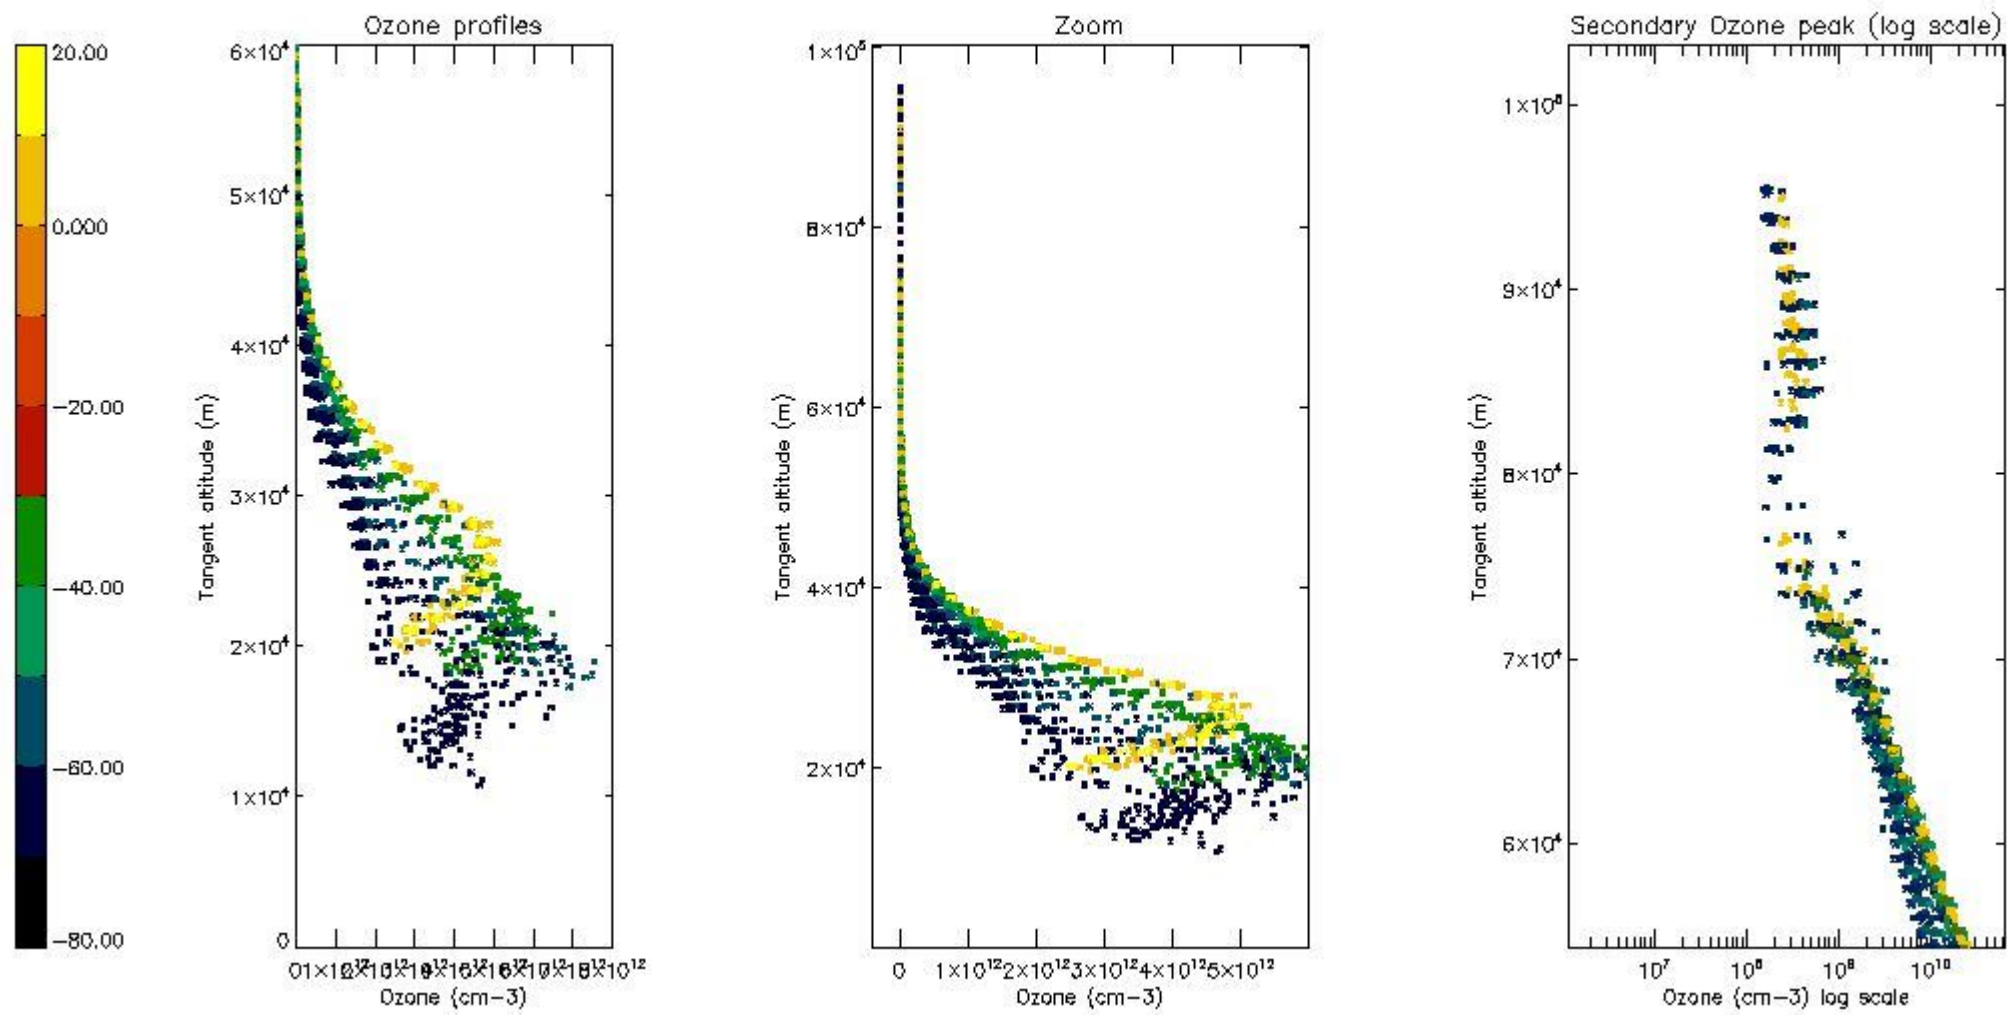 Ozone profiles
Zoom
Secondary Ozone peak (log scale)
20.00
0.000
−20.00
−40.00
−60.00
−80.00
6×10⁴
5×10⁴
4×10⁴
3×10⁴
2×10⁴
1×10⁴
0
Tangent altitude (m)
Ozone (cm−3)
1×10⁵
8×10⁴
6×10⁴
4×10⁴
2×10⁴
Tangent altitude (m)
0 1×10¹² 2×10¹² 3×10¹² 4×10¹² 5×10¹²
Ozone (cm−3)
9×10⁴
8×10⁴
7×10⁴
6×10⁴
Tangent altitude (m)
10⁷ 10⁸ 10⁹ 10¹⁰
Ozone (cm−3) log scale